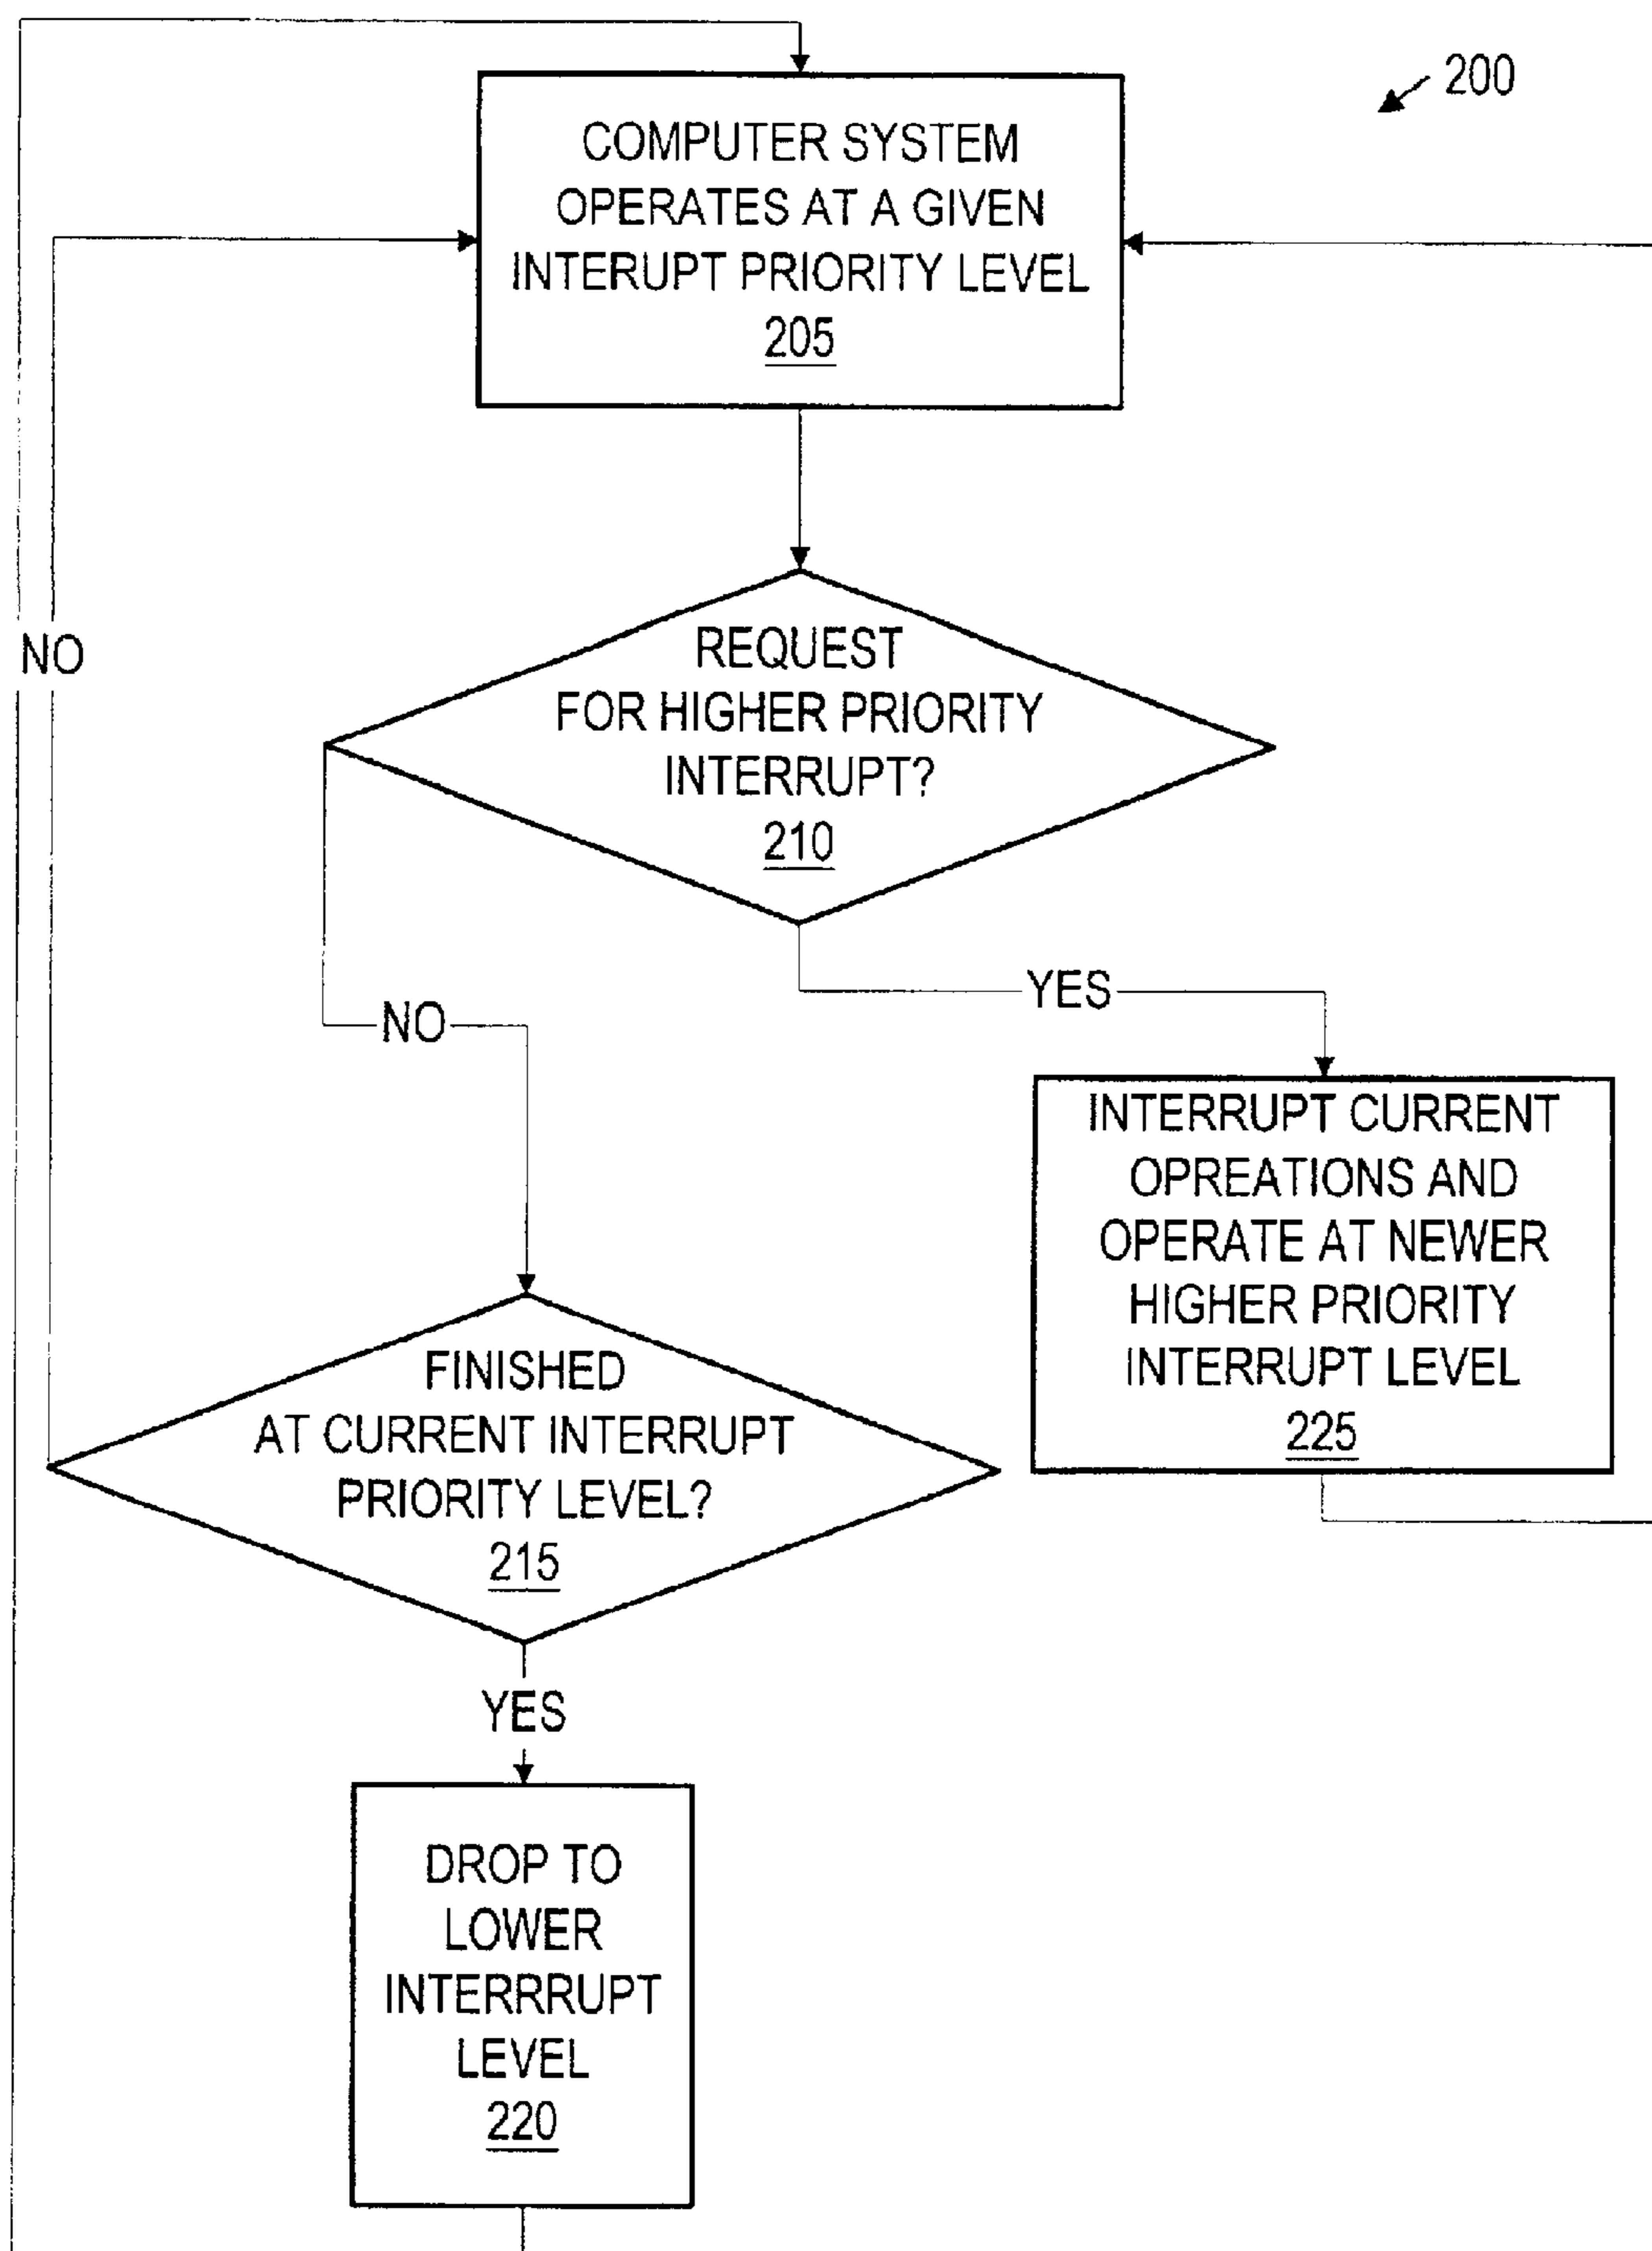 200
COMPUTER SYSTEM
OPERATES AT A GIVEN
INTERUPT PRIORITY LEVEL
205
NO
REQUEST
FOR HIGHER PRIORITY
INTERRUPT?
210
YES
NO
INTERRUPT CURRENT
OPREATIONS AND
OPERATE AT NEWER
HIGHER PRIORITY
INTERRUPT LEVEL
225
FINISHED
AT CURRENT INTERRUPT
PRIORITY LEVEL?
215
YES
DROP TO
LOWER
INTERRRUPT
LEVEL
220